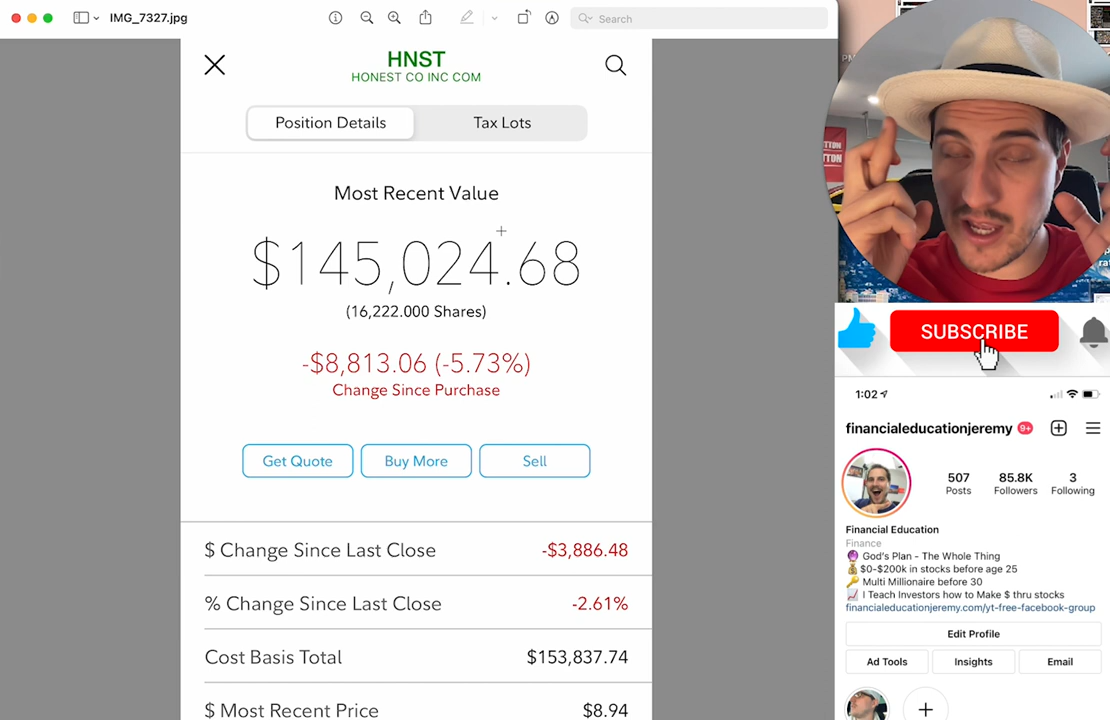 IMG_7327.jpg
Search
HNST
HONEST CO INC COM
Position Details
Tax Lots
Most Recent Value
$145,024.68
(16,222.000 Shares)
-$8,813.06 (-5.73%)
Change Since Purchase
Get Quote
Buy More
Sell
$ Change Since Last Close
-$3,886.48
% Change Since Last Close
-2.61%
Cost Basis Total
$153,837.74
$ Most Recent Price
$8.94
SUBSCRIBE
1:02
financialeducationjeremy 9+
507
85.8K
3
Posts
Followers
Following
Financial Education
Finance
God's Plan - The Whole Thing
$0-$200k in stocks before age 25
Multi Millionaire before 30
I Teach Investors how to Make $ thru stocks
financialeducationjeremy.com/yt-free-facebook-group
Edit Profile
Ad Tools
Insights
Email